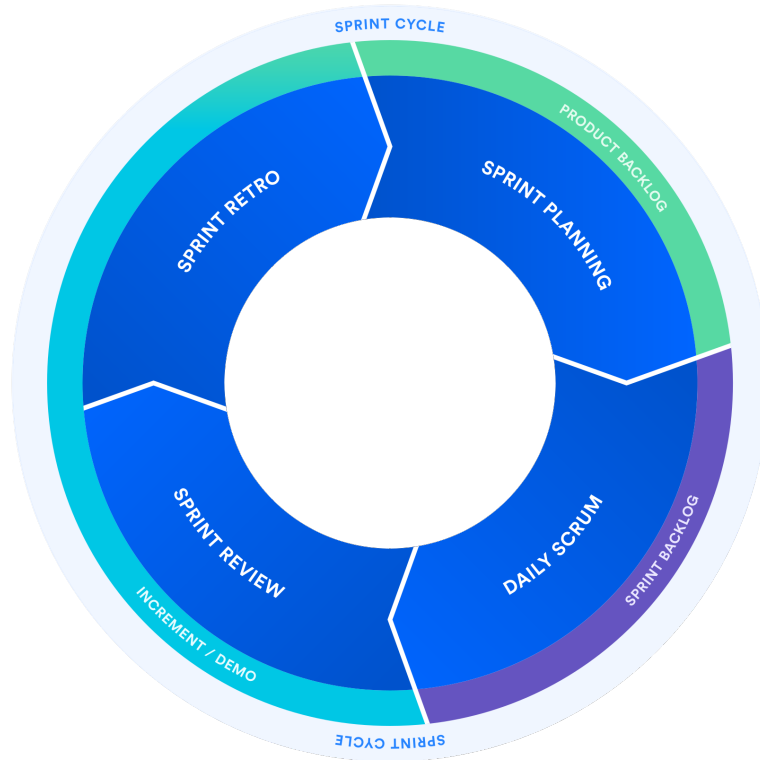 SPRINT CYCLE
PRODUCT BACKLOG
SPRINT PLANNING
SPRINT RETRO
DAILY SCRUM
SPRINT BACKLOG
SPRINT REVIEW
INCREMENT / DEMO
SPRINT CYCLE